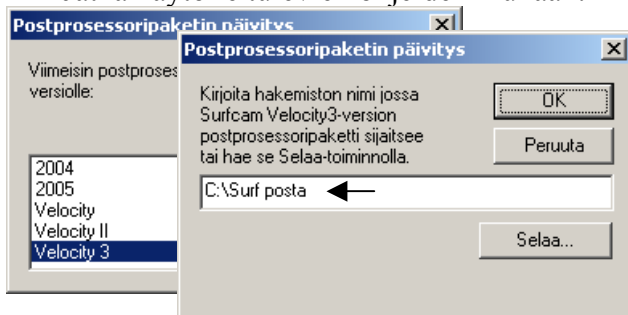 Postprosessoripaketin päivitys
Viimeisin
versiolle:
2004
2005
Velocity
Velocity II
Velocity 3
Postprosessoripaketin päivitys
Kirjoita hakemiston nimi jossa
Surfcam Velocity3-version
postprosessoripaketti sijaitsee
tai hae se Selaa-toiminnolla.
OK
Peruuta
C:\Surf posta
Selaa...